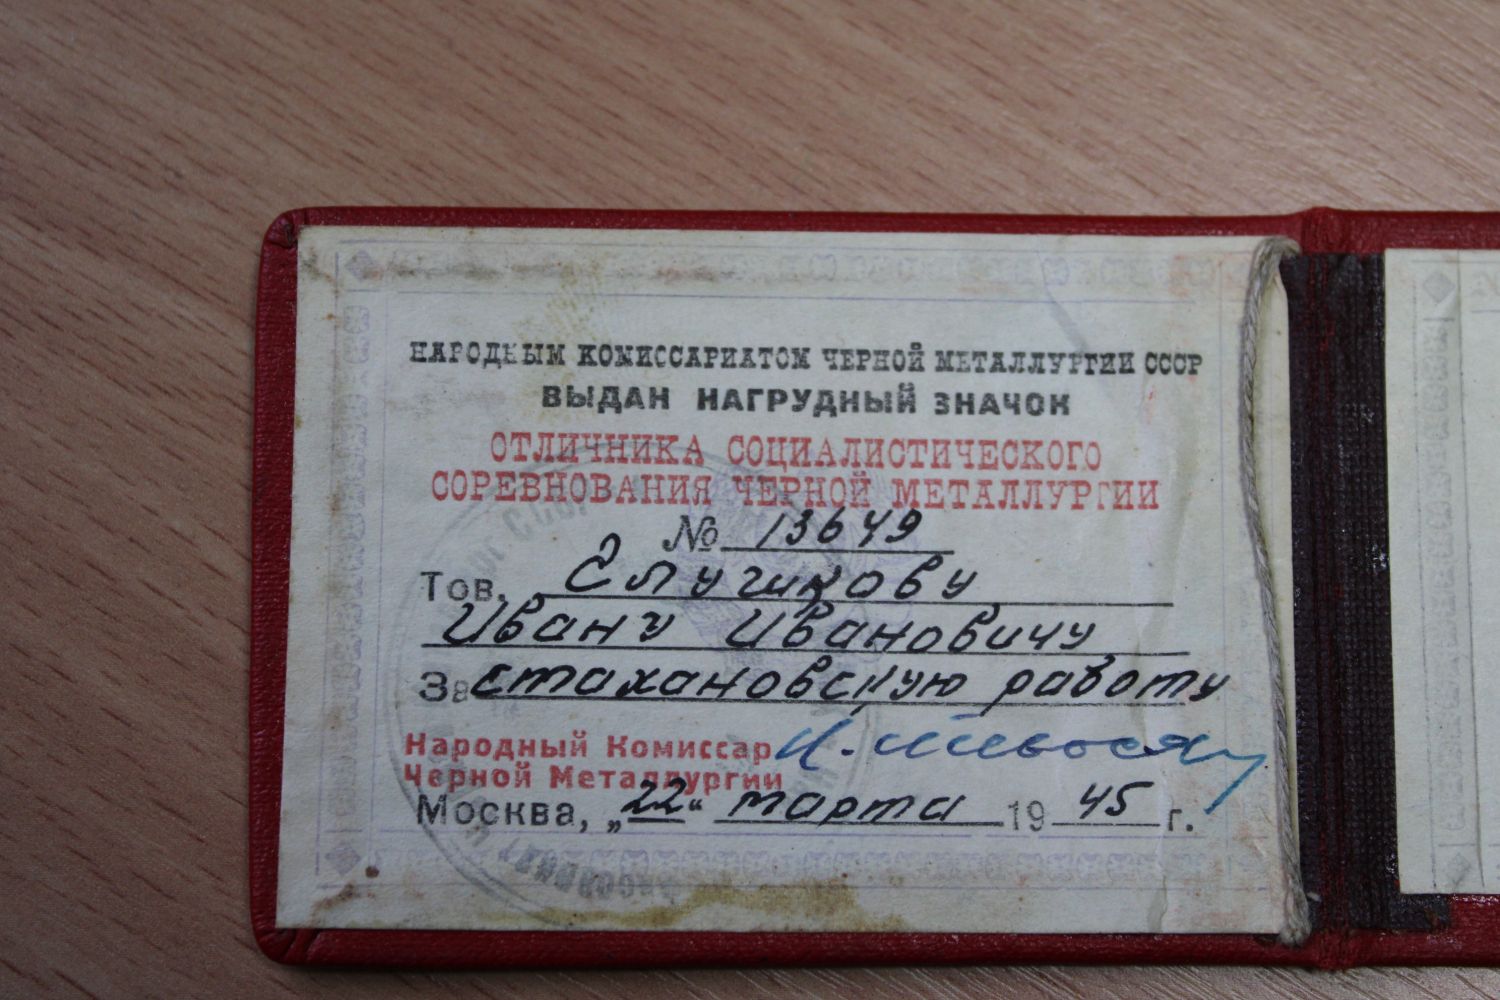 НАРОДНЫМ КОМИССАРИАТОМ ЧЕРНОЙ МЕТАЛЛУРГИИ СССР
ВЫДАН НАГРУДНЫЙ ЗНАЧОК
ОТЛИЧНИКА СОЦИАЛИСТИЧЕСКОГО
СОРЕВНОВАНИЯ ЧЕРНОЙ МЕТАЛЛУРГИИ
№ 13649
Тов.
Ивану Ивановичу
За стахановскую работу
Народный Комиссар И. Тевосян
Черной Металлургии
Москва, „22“ марта 1945 г.